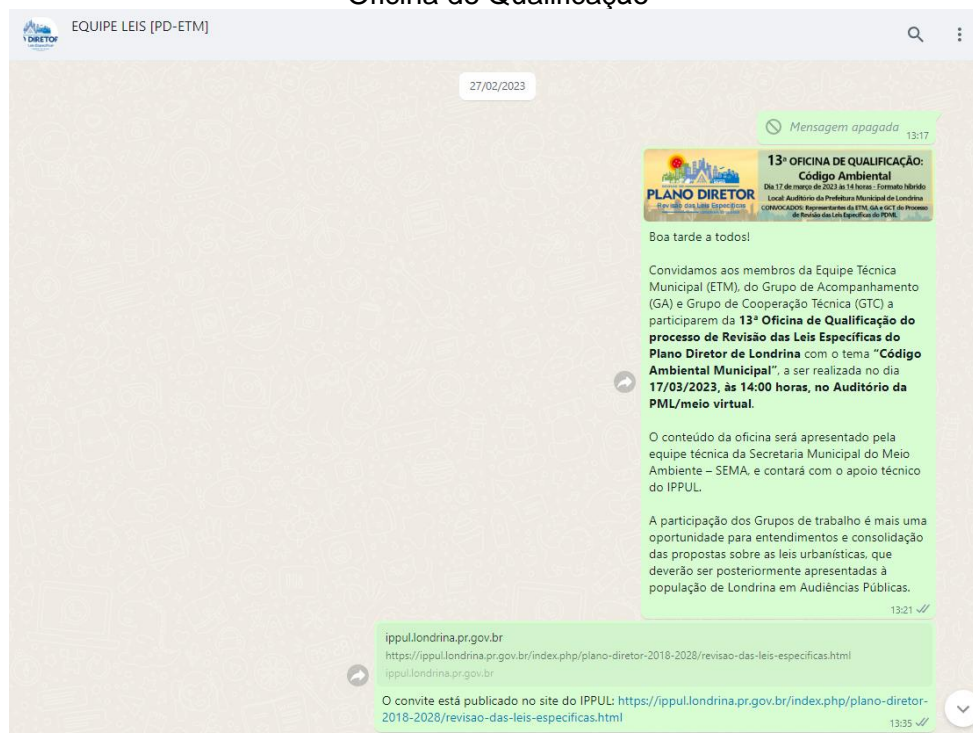 Oficina de Qualificação
EQUIPE LEIS [PD-ETM]
27/02/2023
Mensagem apagada 13:17
PLANO DIRETOR
Revisão das Leis Específicas
13ª OFICINA DE QUALIFICAÇÃO:
Código Ambiental
Dia 17 de março de 2023 às 14 horas - Formato híbrido
Local: Auditório da Prefeitura Municipal de Londrina
CONVOCADOS: Representantes da ETM, GA e GCT do Processo
de Revisão das Leis Específicas do PDML
Boa tarde a todos!
Convidamos aos membros da Equipe Técnica
Municipal (ETM), do Grupo de Acompanhamento
(GA) e Grupo de Cooperação Técnica (GTC) a
participarem da 13ª Oficina de Qualificação do
processo de Revisão das Leis Específicas do
Plano Diretor de Londrina com o tema “Código
Ambiental Municipal”, a ser realizada no dia
17/03/2023, às 14:00 horas, no Auditório da
PML/meio virtual.
O conteúdo da oficina será apresentado pela
equipe técnica da Secretaria Municipal do Meio
Ambiente – SEMA, e contará com o apoio técnico
do IPPUL.
A participação dos Grupos de trabalho é mais uma
oportunidade para entendimentos e consolidação
das propostas sobre as leis urbanísticas, que
deverão ser posteriormente apresentadas à
população de Londrina em Audiências Públicas.
13:21
ippul.londrina.pr.gov.br
https://ippul.londrina.pr.gov.br/index.php/plano-diretor-2018-2028/revisao-das-leis-especificas.html
ippul.londrina.pr.gov.br
O convite está publicado no site do IPPUL: https://ippul.londrina.pr.gov.br/index.php/plano-diretor-
2018-2028/revisao-das-leis-especificas.html
13:35